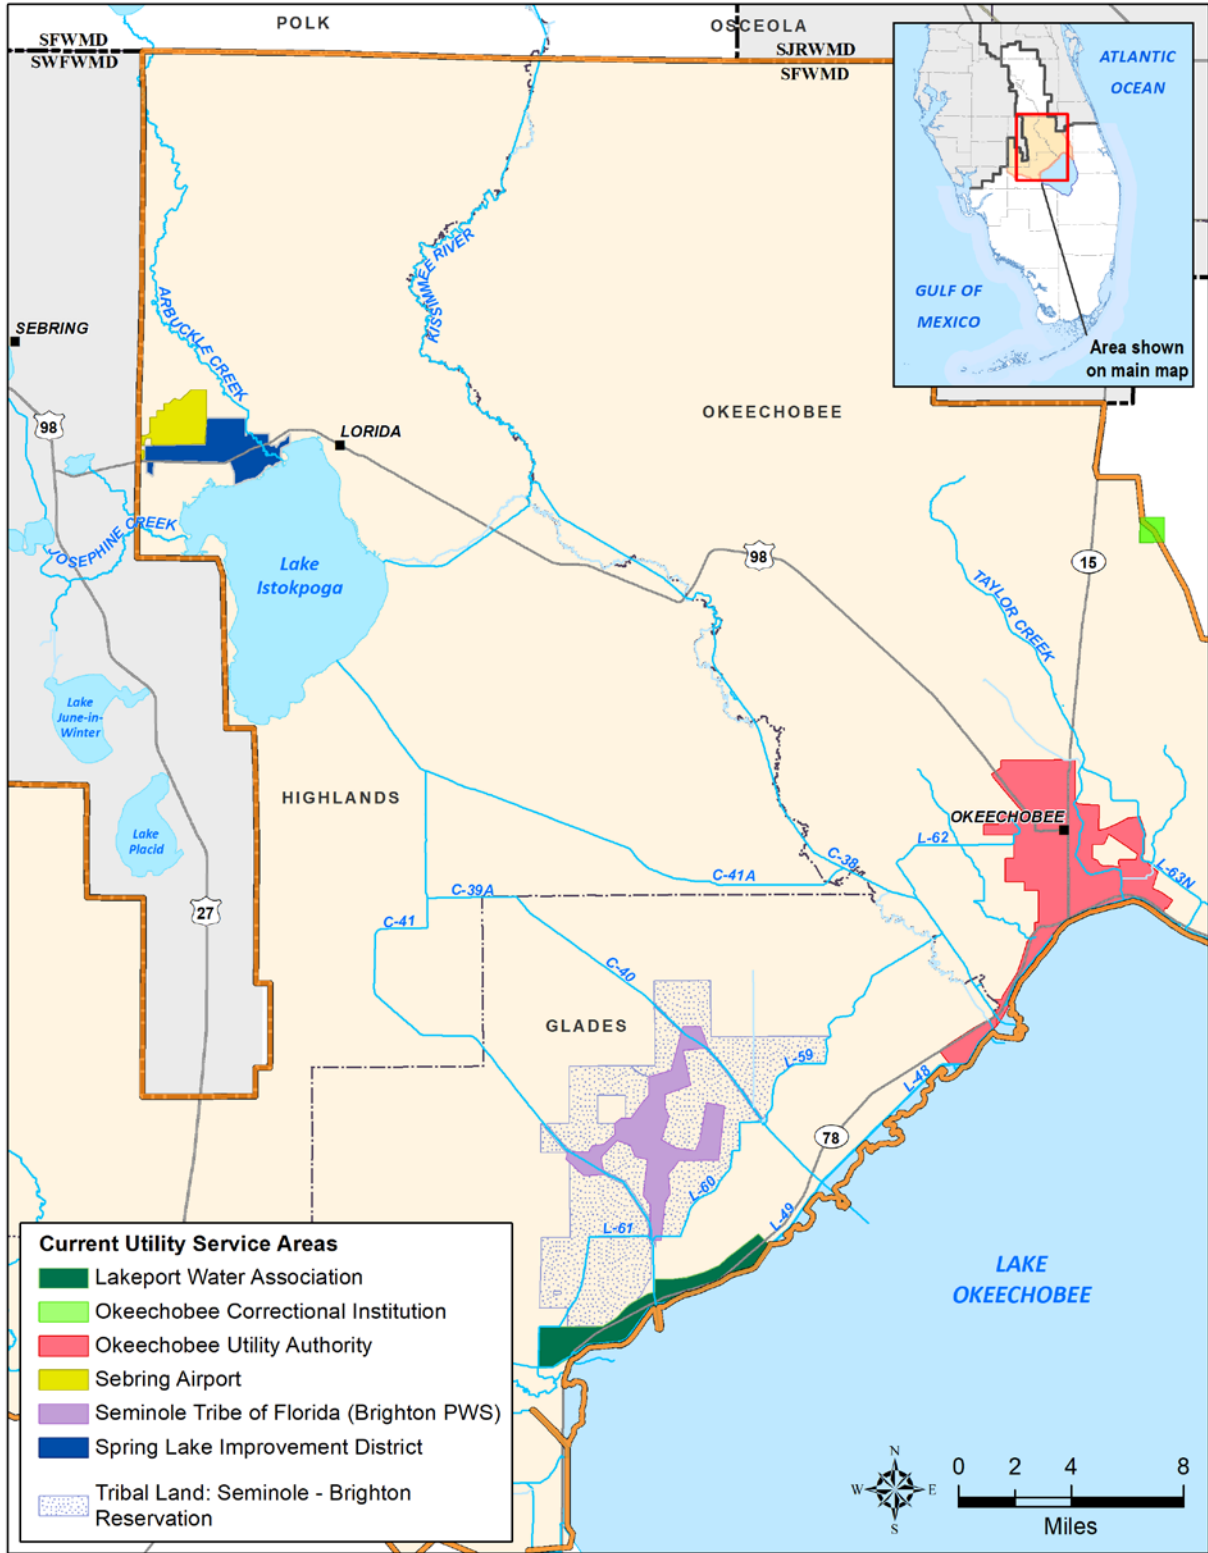 POLK
OSCEOLA
SFWMD
SWFWMD
SJRWMD
SFWMD
ATLANTIC
OCEAN
GULF OF
MEXICO
Area shown
on main map
ARBUCKLE CREEK
KISSIMMEE RIVER
SEBRING
98
LORIDA
OKEECHOBEE
JOSEPHINE CREEK
Lake
Istokpoga
98
15
TAYLOR CREEK
Lake
June-in-
Winter
HIGHLANDS
Lake
Placid
OKEECHOBEE
L-62
C-38
L-63N
C-41A
C-39A
27
C-41
C-40
GLADES
L-59
L-48
78
L-60
L-49
L-61
LAKE
OKEECHOBEE
Current Utility Service Areas
Lakeport Water Association
Okeechobee Correctional Institution
Okeechobee Utility Authority
Sebring Airport
Seminole Tribe of Florida (Brighton PWS)
Spring Lake Improvement District
Tribal Land: Seminole - Brighton
Reservation
N
W E
S
0 2 4 8
Miles